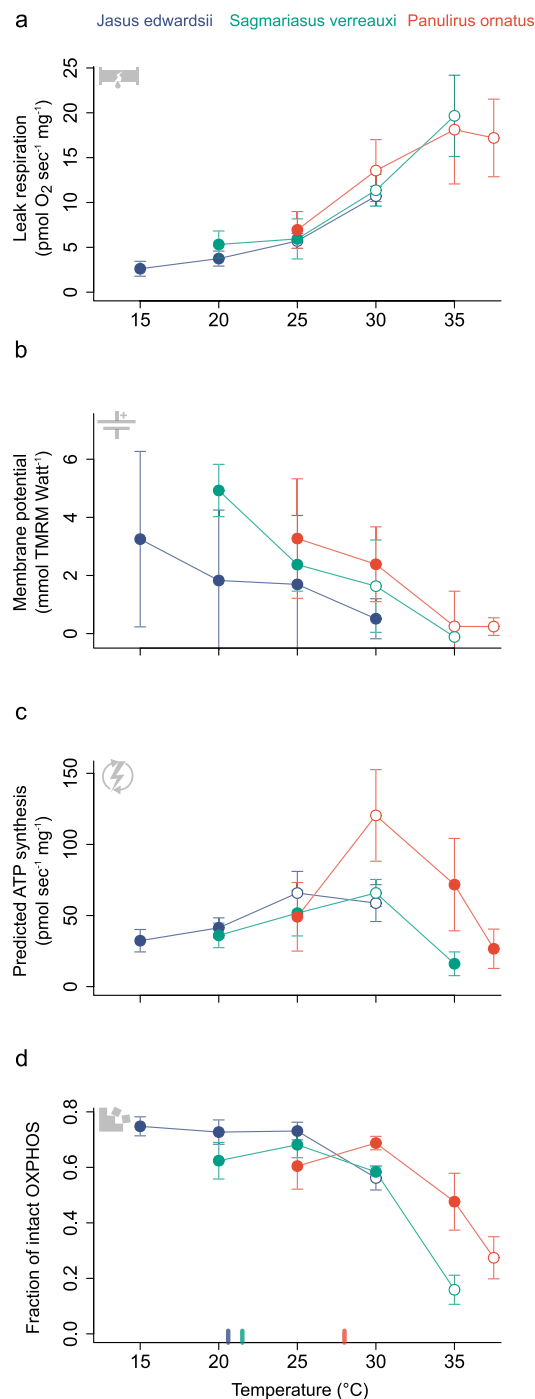 a
Jasus edwardsii Sagmariasus verreauxi Panulirus ornatus
Leak respiration
(pmol O₂ sec⁻¹ mg⁻¹)
25
20
15
10
5
0
15 20 25 30 35
b
+
Membrane potential
(mmol TMRM Watt⁻¹)
6
4
2
0
c
Predicted ATP synthesis
(pmol sec⁻¹ mg⁻¹)
150
100
50
0
d
Fraction of intact OXPHOS
0.8
0.6
0.4
0.2
0.0
15 20 25 30 35
Temperature (°C)